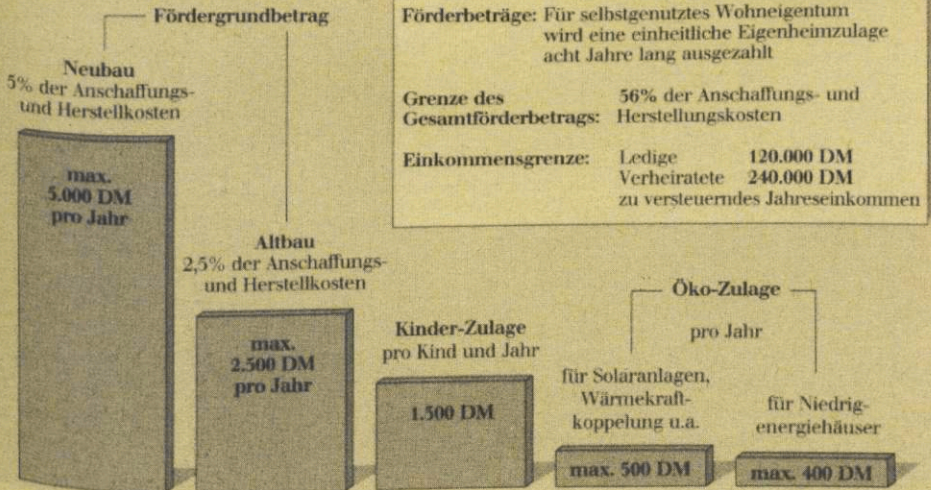 Fördergrundbetrag
Neubau
5% der Anschaffungs-
und Herstellkosten
max.
5.000 DM
pro Jahr
Altbau
2,5% der Anschaffungs-
und Herstellkosten
max.
2.500 DM
pro Jahr
Kinder-Zulage
pro Kind und Jahr
1.500 DM
Förderbeträge: Für selbstgenutztes Wohneigentum
wird eine einheitliche Eigenheimzulage
acht Jahre lang ausgezahlt
Grenze des 56% der Anschaffungs- und
Gesamtförderbetrags: Herstellungskosten
Einkommensgrenze: Ledige 120.000 DM
Verheiratete 240.000 DM
zu versteuerndes Jahreseinkommen
Öko-Zulage
pro Jahr
für Solaranlagen,
Wärmekraft-
koppelung u.a.
max. 500 DM
für Niedrig-
energiehäuser
max. 400 DM